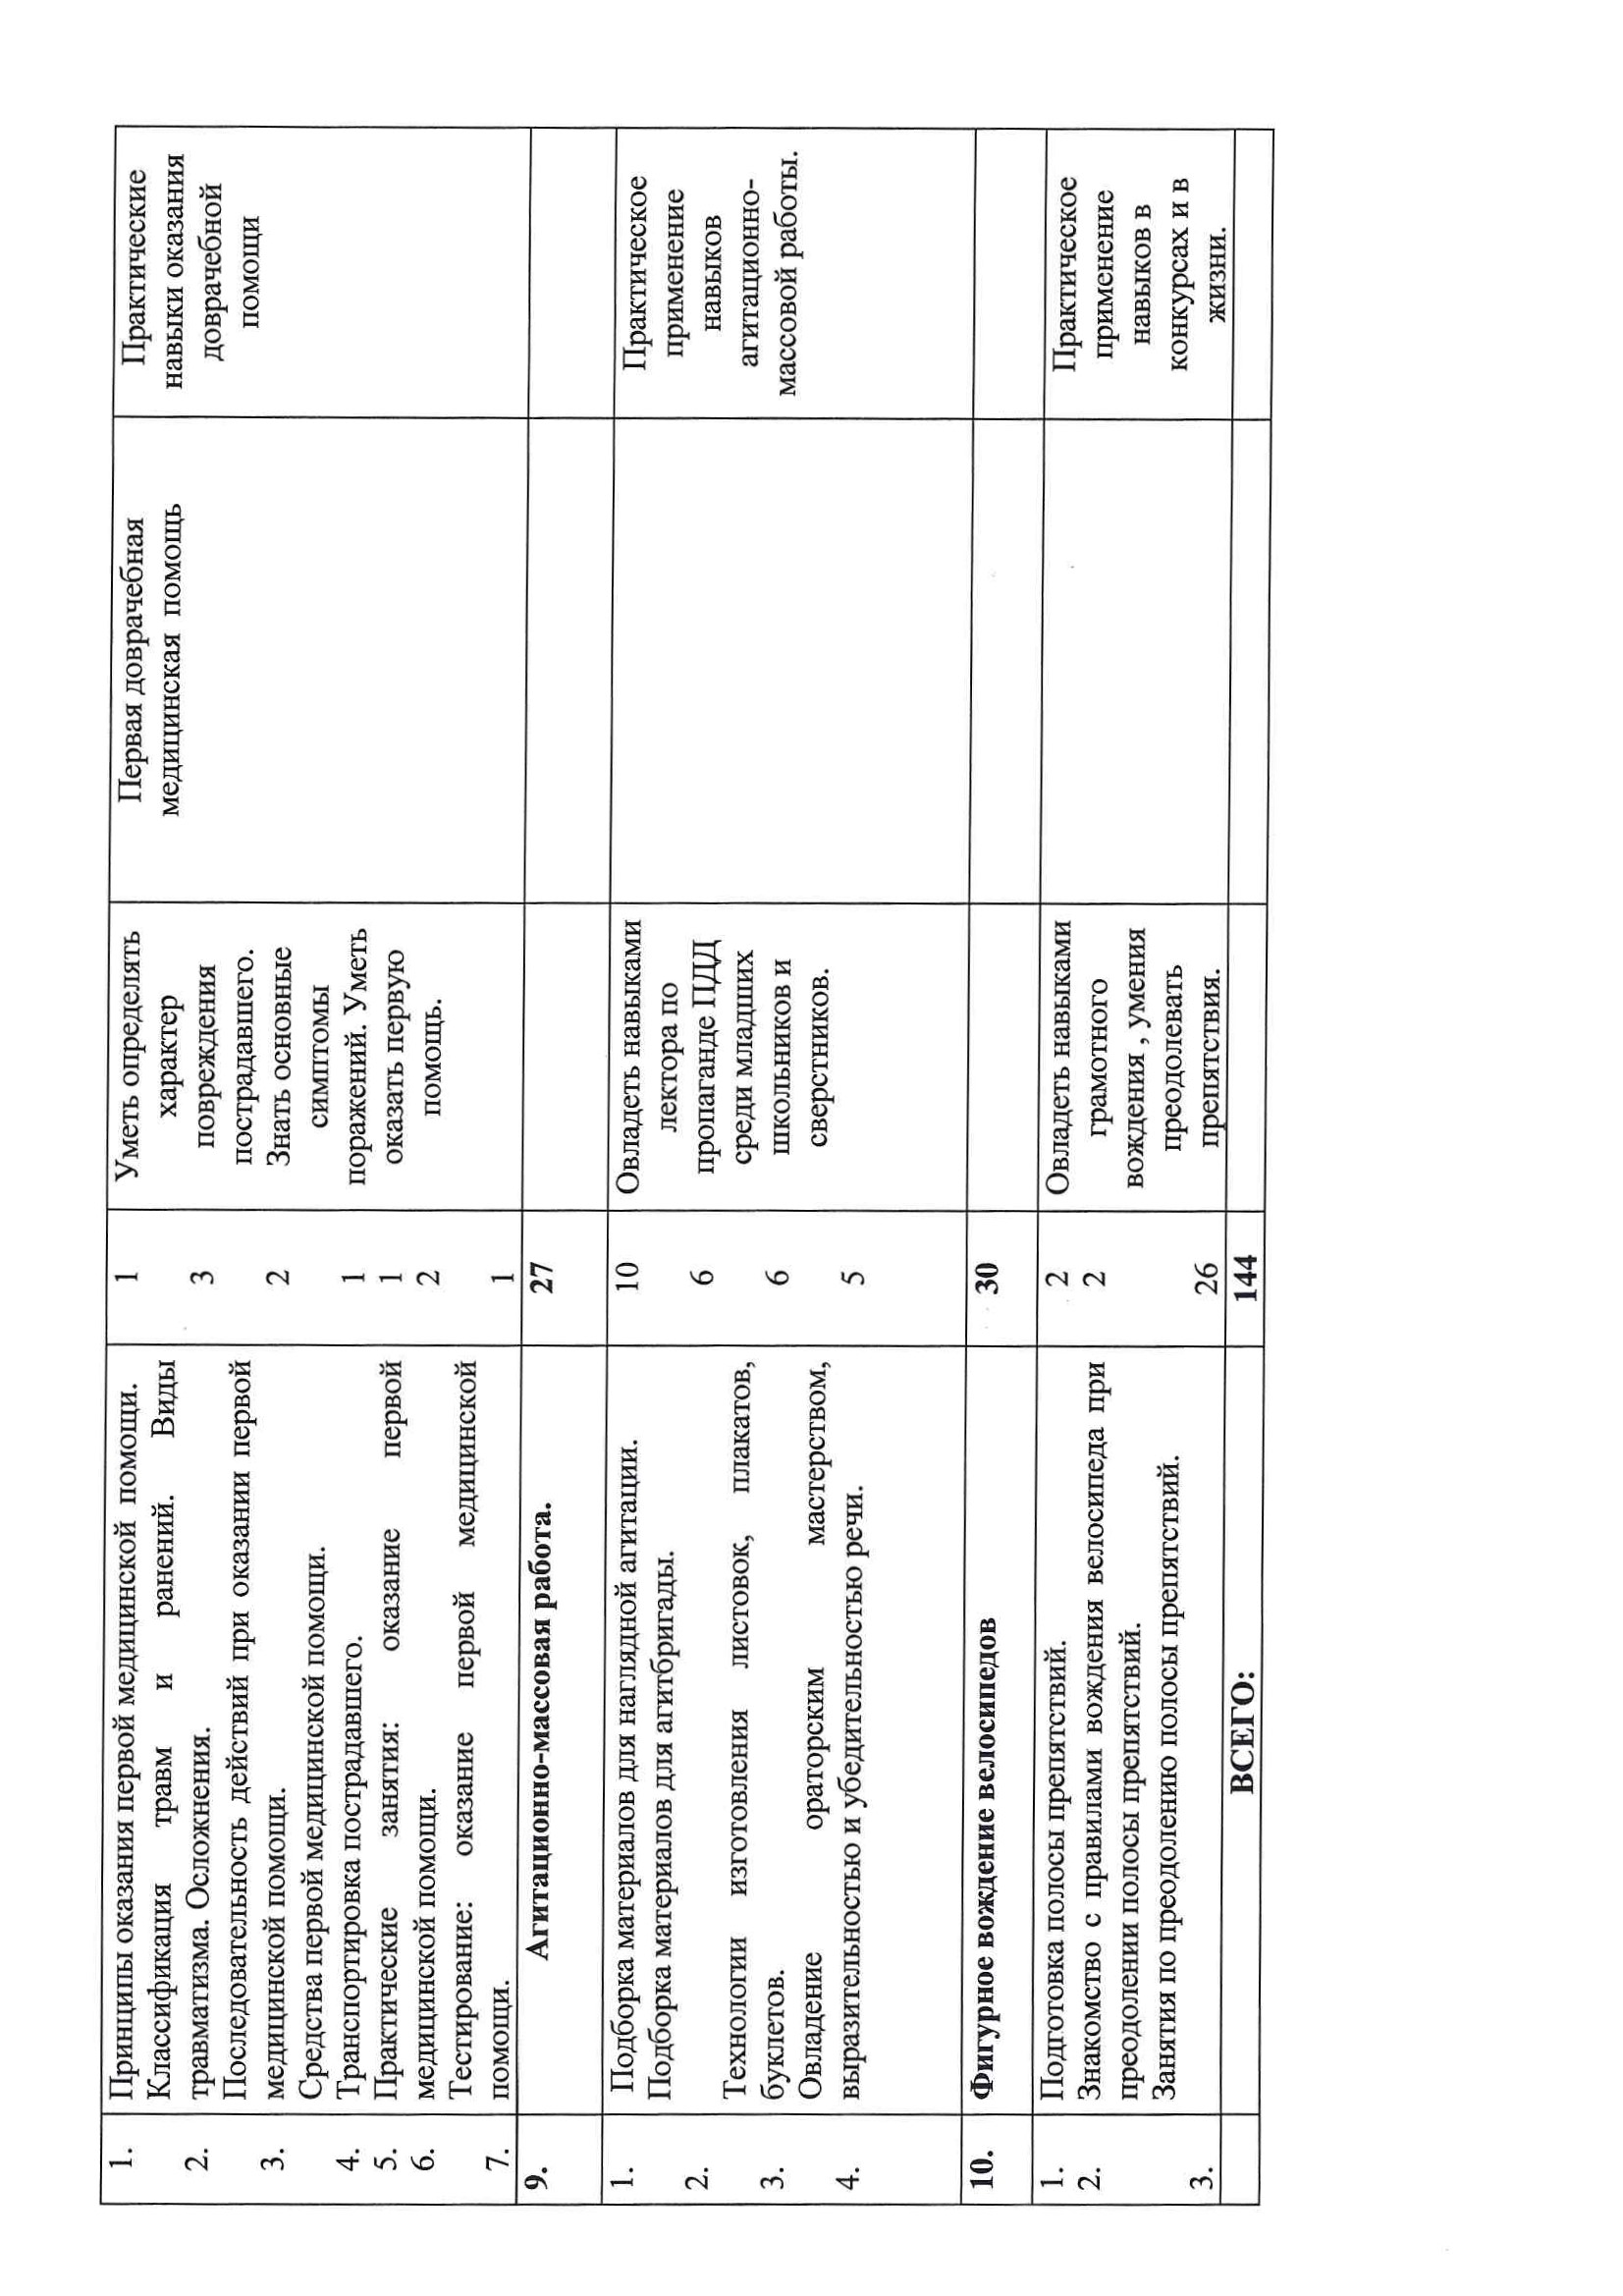 1.
2.
3.
4.
5.
6.
7.
Принципы оказания первой медицинской помощи.
Классификация травм и ранений. Виды
травматизма. Осложнения.
Последовательность действий при оказании первой
медицинской помощи.
Средства первой медицинской помощи.
Транспортировка пострадавшего.
Практические занятия: оказание первой
медицинской помощи.
Тестирование: оказание первой медицинской
помощи.
1
3
2
1
1
2
1
Уметь определять
характер
повреждения
пострадавшего.
Знать основные
симптомы
поражений. Уметь
оказать первую
помощь.
Первая доврачебная
медицинская помощь
Практические
навыки оказания
доврачебной
помощи
9.
Агитационно-массовая работа.
27
1.
2.
3.
4.
Подборка материалов для наглядной агитации.
Подборка материалов для агитбригады.
Технологии изготовления листовок, плакатов,
буклетов.
Овладение ораторским мастерством,
выразительностью и убедительностью речи.
10
6
6
5
Овладеть навыками
лектора по
пропаганде ПДД
среди младших
школьников и
сверстников.
Практическое
применение
навыков
агитационно-
массовой работы.
10.
Фигурное вождение велосипедов
30
1.
2.
3.
Подготовка полосы препятствий.
Знакомство с правилами вождения велосипеда при
преодолении полосы препятствий.
Занятия по преодолению полосы препятствий.
2
2
26
Овладеть навыками
грамотного
вождения , умения
преодолевать
препятствия.
Практическое
применение
навыков в
конкурсах и в
жизни.
ВСЕГО:
144